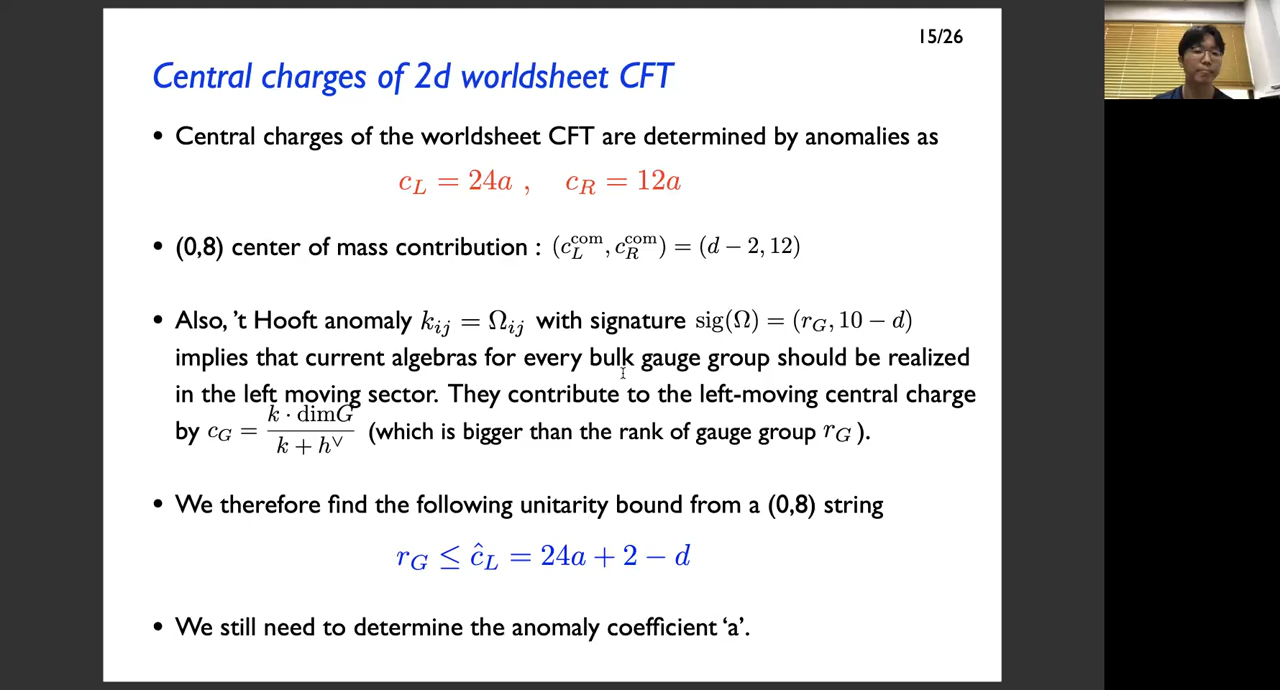 15/26
Central charges of 2d worldsheet CFT
• Central charges of the worldsheet CFT are determined by anomalies as
c_L = 24a , c_R = 12a
• (0,8) center of mass contribution : (c_L^com, c_R^com) = (d − 2, 12)
• Also, 't Hooft anomaly k_ij = Ω_ij with signature sig(Ω) = (r_G, 10 − d)
implies that current algebras for every bulk gauge group should be realized
in the left moving sector. They contribute to the left-moving central charge
by c_G = (k · dimG)/(k + h^∨) (which is bigger than the rank of gauge group r_G ).
• We therefore find the following unitarity bound from a (0,8) string
r_G ≤ ĉ_L = 24a + 2 − d
• We still need to determine the anomaly coefficient 'a'.